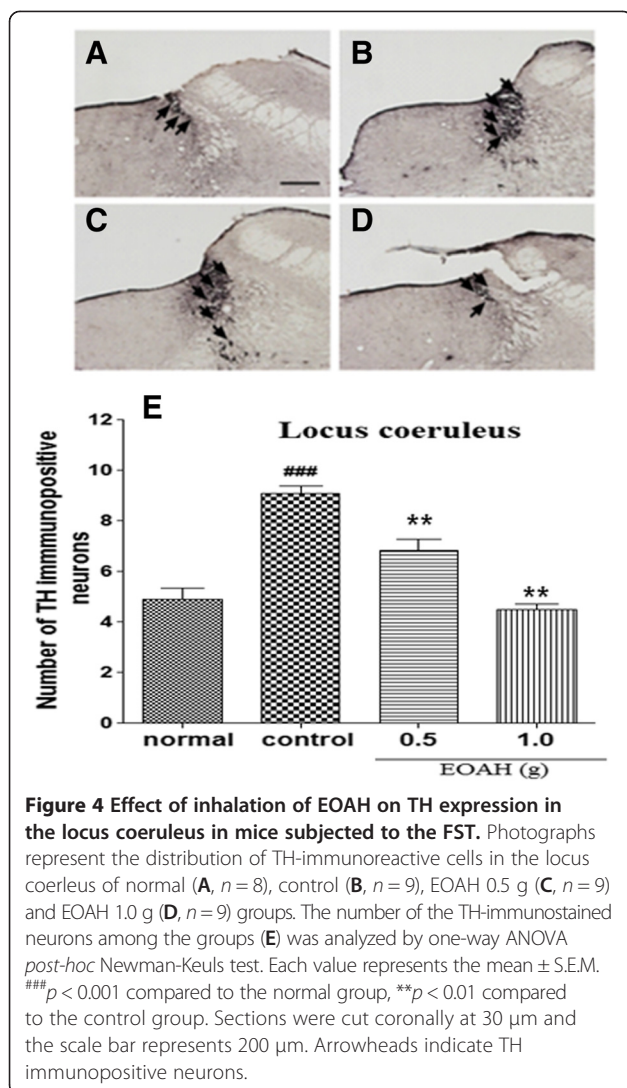 A
B
C
D
E
Locus coeruleus
Number of TH immmunopositive
neurons
12
10
8
6
4
2
0
###
**
**
normal
control
0.5
1.0
EOAH (g)
Figure 4 Effect of inhalation of EOAH on TH expression in
the locus coeruleus in mice subjected to the FST. Photographs
represent the distribution of TH-immunoreactive cells in the locus
coerleus of normal (A, n = 8), control (B, n = 9), EOAH 0.5 g (C, n = 9)
and EOAH 1.0 g (D, n = 9) groups. The number of the TH-immunostained
neurons among the groups (E) was analyzed by one-way ANOVA
post-hoc Newman-Keuls test. Each value represents the mean ± S.E.M.
###p < 0.001 compared to the normal group, **p < 0.01 compared
to the control group. Sections were cut coronally at 30 μm and
the scale bar represents 200 μm. Arrowheads indicate TH
immunopositive neurons.